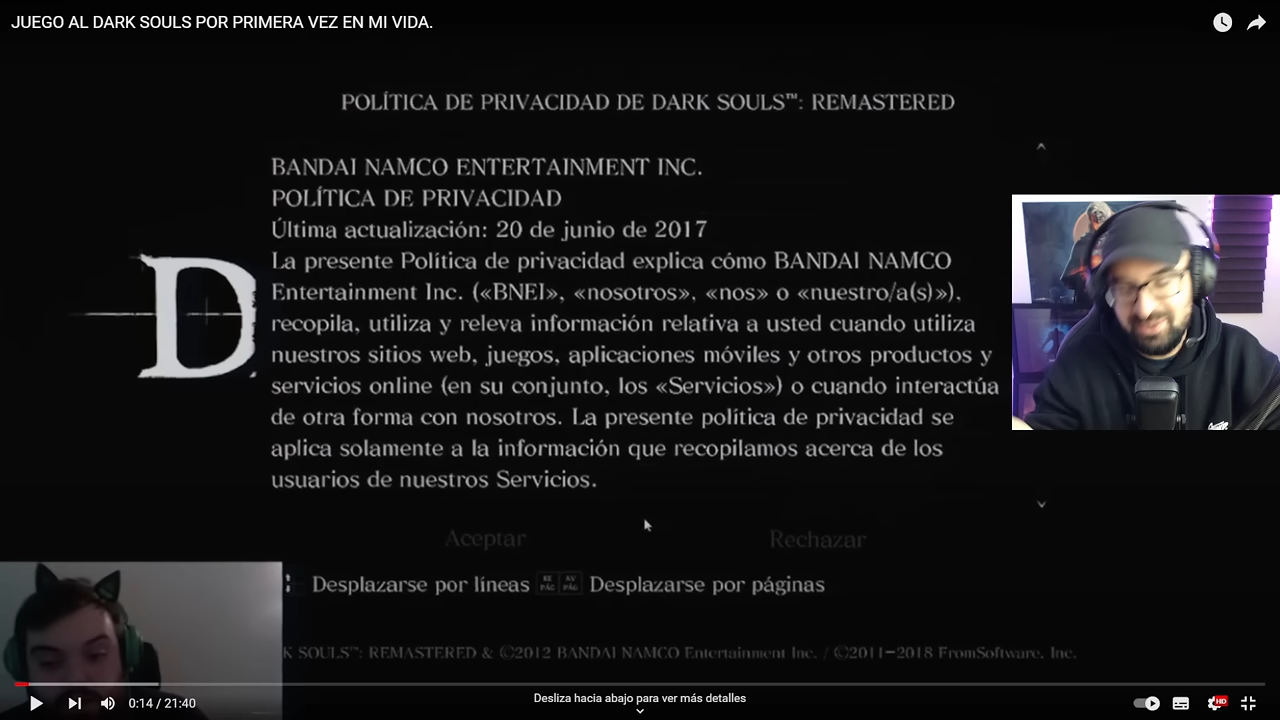 JUEGO AL DARK SOULS POR PRIMERA VEZ EN MI VIDA.
POLÍTICA DE PRIVACIDAD DE DARK SOULS™: REMASTERED
BANDAI NAMCO ENTERTAINMENT INC.
POLÍTICA DE PRIVACIDAD
Última actualización: 20 de junio de 2017
La presente Política de privacidad explica cómo BANDAI NAMCO
Entertainment Inc. («BNEI», «nosotros», «nos» o «nuestro/a(s)»),
recopila, utiliza y releva información relativa a usted cuando utiliza
nuestros sitios web, juegos, aplicaciones móviles y otros productos y
servicios online (en su conjunto, los «Servicios») o cuando interactúa
de otra forma con nosotros. La presente política de privacidad se
aplica solamente a la información que recopilamos acerca de los
usuarios de nuestros Servicios.
D
Aceptar Rechazar
Desplazarse por líneas RE PÁG AV PÁG Desplazarse por páginas
K SOULS™: REMASTERED & ©2012 BANDAI NAMCO Entertainment Inc. / ©2011-2018 FromSoftware, Inc.
0:14 / 21:40
Desliza hacia abajo para ver más detalles
HD